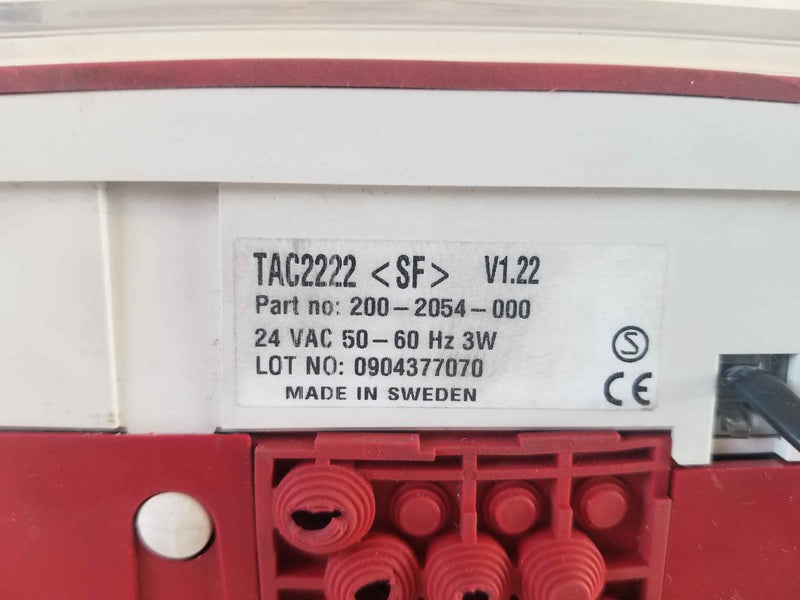 TAC2222 <SF> V1.22
Part no: 200-2054-000
24 VAC 50-60 Hz 3W
LOT NO: 0904377070
MADE IN SWEDEN
S
CE